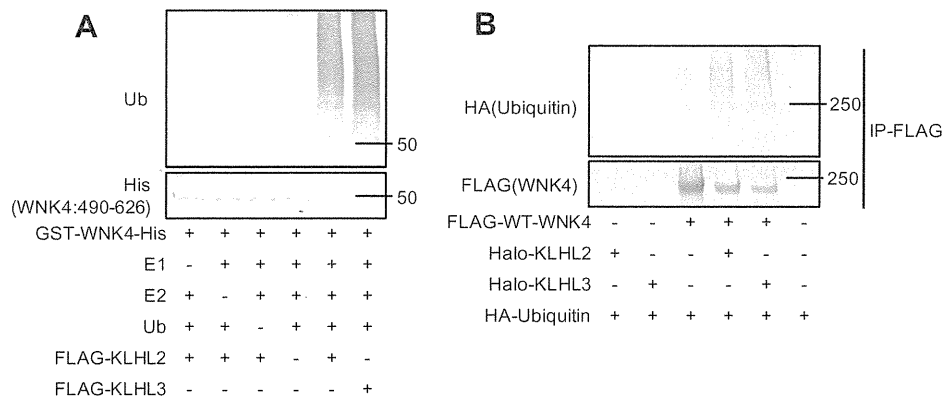 A
Ub
50
His
(WNK4:490-626)
50
GST-WNK4-His + + + + + +
E1 - + + + + +
E2 + - + + + +
Ub + + - + + +
FLAG-KLHL2 + + + - + -
FLAG-KLHL3 - - - - - +
B
HA(Ubiquitin)
250
IP-FLAG
FLAG(WNK4)
250
FLAG-WT-WNK4 - - + + + -
Halo-KLHL2 + - - + - -
Halo-KLHL3 - + - - + -
HA-Ubiquitin + + + + + +